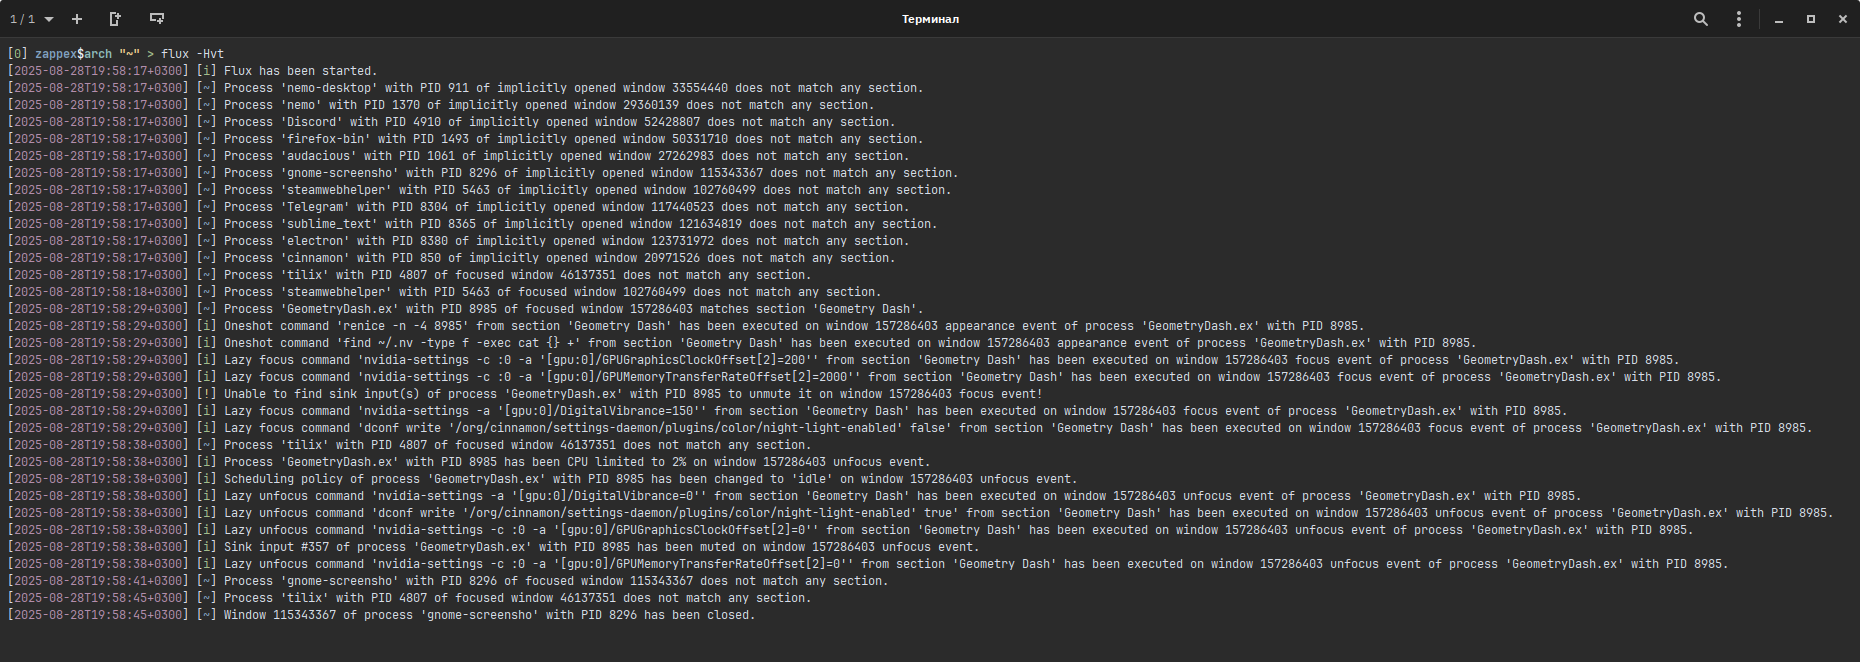 1 / 1
Терминал
[0] zappex$arch "~" > flux -Hvt
[2025-08-28T19:58:17+0300] [i] Flux has been started.
[2025-08-28T19:58:17+0300] [~] Process 'nemo-desktop' with PID 911 of implicitly opened window 33554440 does not match any section.
[2025-08-28T19:58:17+0300] [~] Process 'nemo' with PID 1370 of implicitly opened window 29360139 does not match any section.
[2025-08-28T19:58:17+0300] [~] Process 'Discord' with PID 4910 of implicitly opened window 52428807 does not match any section.
[2025-08-28T19:58:17+0300] [~] Process 'firefox-bin' with PID 1493 of implicitly opened window 50331710 does not match any section.
[2025-08-28T19:58:17+0300] [~] Process 'audacious' with PID 1061 of implicitly opened window 27262983 does not match any section.
[2025-08-28T19:58:17+0300] [~] Process 'gnome-screensho' with PID 8296 of implicitly opened window 115343367 does not match any section.
[2025-08-28T19:58:17+0300] [~] Process 'steamwebhelper' with PID 5463 of implicitly opened window 102760499 does not match any section.
[2025-08-28T19:58:17+0300] [~] Process 'Telegram' with PID 8304 of implicitly opened window 117440523 does not match any section.
[2025-08-28T19:58:17+0300] [~] Process 'sublime_text' with PID 8365 of implicitly opened window 121634819 does not match any section.
[2025-08-28T19:58:17+0300] [~] Process 'electron' with PID 8380 of implicitly opened window 123731972 does not match any section.
[2025-08-28T19:58:17+0300] [~] Process 'cinnamon' with PID 850 of implicitly opened window 20971526 does not match any section.
[2025-08-28T19:58:17+0300] [~] Process 'tilix' with PID 4807 of focused window 46137351 does not match any section.
[2025-08-28T19:58:18+0300] [~] Process 'steamwebhelper' with PID 5463 of focused window 102760499 does not match any section.
[2025-08-28T19:58:29+0300] [~] Process 'GeometryDash.ex' with PID 8985 of focused window 157286403 matches section 'Geometry Dash'.
[2025-08-28T19:58:29+0300] [i] Oneshot command 'renice -n -4 8985' from section 'Geometry Dash' has been executed on window 157286403 appearance event of process 'GeometryDash.ex' with PID 8985.
[2025-08-28T19:58:29+0300] [i] Oneshot command 'find ~/.nv -type f -exec cat {} +' from section 'Geometry Dash' has been executed on window 157286403 appearance event of process 'GeometryDash.ex' with PID 8985.
[2025-08-28T19:58:29+0300] [i] Lazy focus command 'nvidia-settings -c :0 -a '[gpu:0]/GPUGraphicsClockOffset[2]=200'' from section 'Geometry Dash' has been executed on window 157286403 focus event of process 'GeometryDash.ex' with PID 8985.
[2025-08-28T19:58:29+0300] [i] Lazy focus command 'nvidia-settings -c :0 -a '[gpu:0]/GPUMemoryTransferRateOffset[2]=2000'' from section 'Geometry Dash' has been executed on window 157286403 focus event of process 'GeometryDash.ex' with PID 8985.
[2025-08-28T19:58:29+0300] [!] Unable to find sink input(s) of process 'GeometryDash.ex' with PID 8985 to unmute it on window 157286403 focus event!
[2025-08-28T19:58:29+0300] [i] Lazy focus command 'nvidia-settings -a '[gpu:0]/DigitalVibrance=150'' from section 'Geometry Dash' has been executed on window 157286403 focus event of process 'GeometryDash.ex' with PID 8985.
[2025-08-28T19:58:29+0300] [i] Lazy focus command 'dconf write '/org/cinnamon/settings-daemon/plugins/color/night-light-enabled' false' from section 'Geometry Dash' has been executed on window 157286403 focus event of process 'GeometryDash.ex' with PID 8985.
[2025-08-28T19:58:38+0300] [~] Process 'tilix' with PID 4807 of focused window 46137351 does not match any section.
[2025-08-28T19:58:38+0300] [i] Process 'GeometryDash.ex' with PID 8985 has been CPU limited to 2% on window 157286403 unfocus event.
[2025-08-28T19:58:38+0300] [i] Scheduling policy of process 'GeometryDash.ex' with PID 8985 has been changed to 'idle' on window 157286403 unfocus event.
[2025-08-28T19:58:38+0300] [i] Lazy unfocus command 'nvidia-settings -a '[gpu:0]/DigitalVibrance=0'' from section 'Geometry Dash' has been executed on window 157286403 unfocus event of process 'GeometryDash.ex' with PID 8985.
[2025-08-28T19:58:38+0300] [i] Lazy unfocus command 'dconf write '/org/cinnamon/settings-daemon/plugins/color/night-light-enabled' true' from section 'Geometry Dash' has been executed on window 157286403 unfocus event of process 'GeometryDash.ex' with PID 8985.
[2025-08-28T19:58:38+0300] [i] Lazy unfocus command 'nvidia-settings -c :0 -a '[gpu:0]/GPUGraphicsClockOffset[2]=0'' from section 'Geometry Dash' has been executed on window 157286403 unfocus event of process 'GeometryDash.ex' with PID 8985.
[2025-08-28T19:58:38+0300] [i] Sink input #357 of process 'GeometryDash.ex' with PID 8985 has been muted on window 157286403 unfocus event.
[2025-08-28T19:58:38+0300] [i] Lazy unfocus command 'nvidia-settings -c :0 -a '[gpu:0]/GPUMemoryTransferRateOffset[2]=0'' from section 'Geometry Dash' has been executed on window 157286403 unfocus event of process 'GeometryDash.ex' with PID 8985.
[2025-08-28T19:58:41+0300] [~] Process 'gnome-screensho' with PID 8296 of focused window 115343367 does not match any section.
[2025-08-28T19:58:45+0300] [~] Process 'tilix' with PID 4807 of focused window 46137351 does not match any section.
[2025-08-28T19:58:45+0300] [~] Window 115343367 of process 'gnome-screensho' with PID 8296 has been closed.